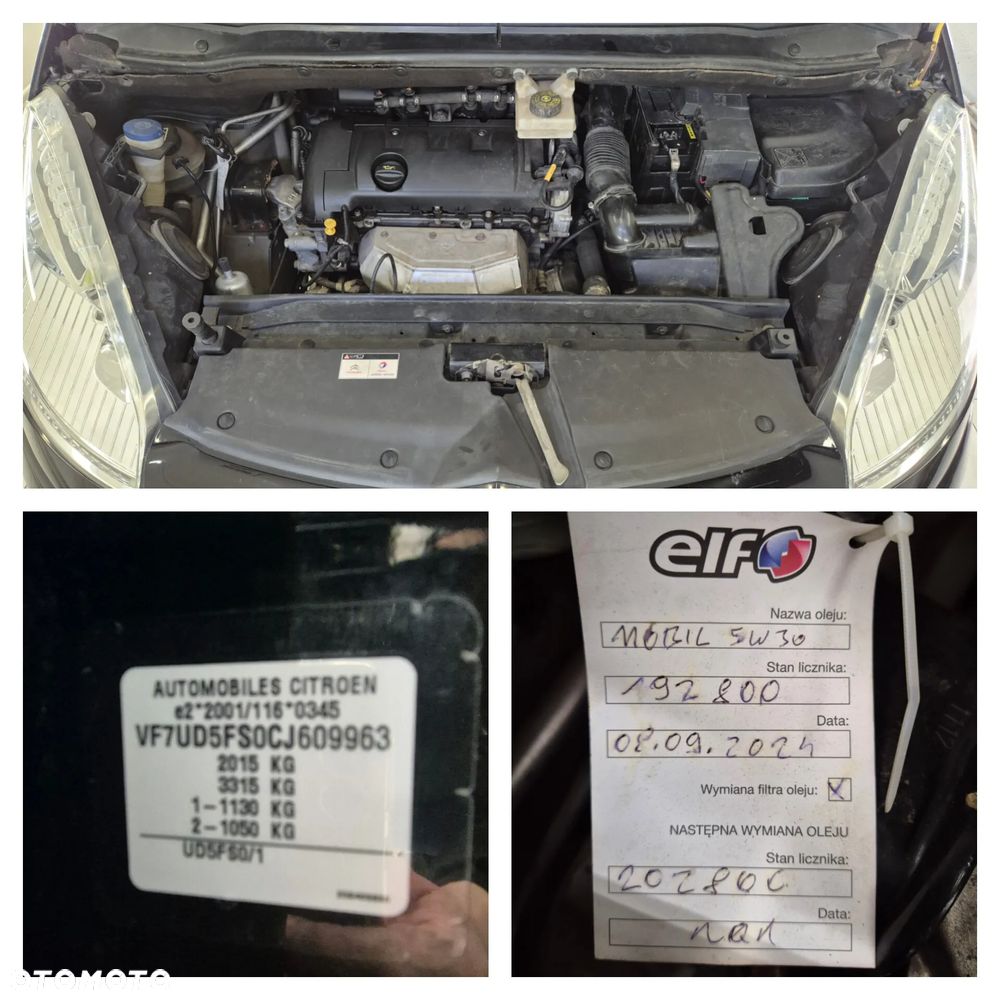 AUTOMOBILES CITROEN
e2*2001/116*0345
VF7UD5FS0CJ609963
2015 KG
3315 KG
1-1130 KG
2-1050 KG
UD5FS0/1
elf
Nazwa oleju:
MOBIL 5W30
Stan licznika:
192800
Data:
08.09.2024
Wymiana filtra oleju:
NASTĘPNA WYMIANA OLEJU
Stan licznika:
202800
Data:
1112
OTOMOTO